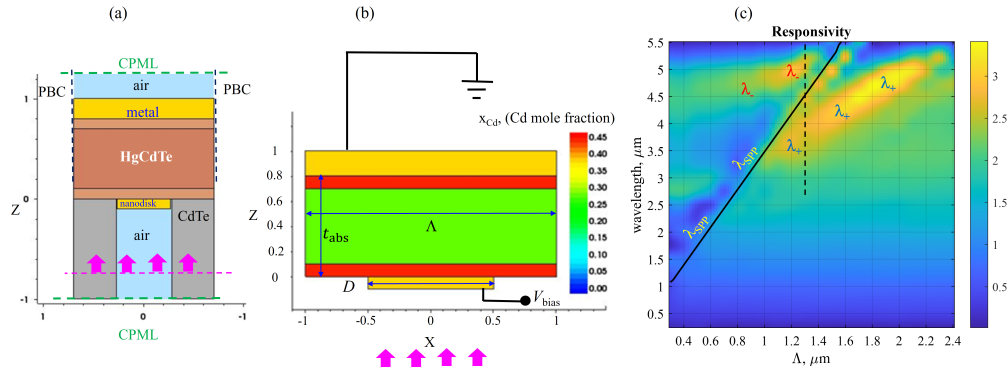 (a)
CPML
PBC
air
PBC
metal
HgCdTe
nanodisk
CdTe
air
CPML
Z
1
0
-1
-1
0
1
(b)
x_Cd, (Cd mole fraction)
0.45
0.40
0.35
0.30
0.25
0.20
0.15
0.10
0.05
0.00
1
0.8
0.6
0.4
0.2
0
Z
t_abs
Λ
D
V_bias
-1
-0.5
0
0.5
1
X
(c)
Responsivity
5.5
5
4.5
4
3.5
3
2.5
2
1.5
1
0.5
wavelength, μm
λ_-
λ_-
λ_+
λ_+
λ_+
λ_SPP
λ_SPP
0.4
0.6
0.8
1
1.2
1.4
1.6
1.8
2
2.2
2.4
Λ, μm
3
2.5
2
1.5
1
0.5